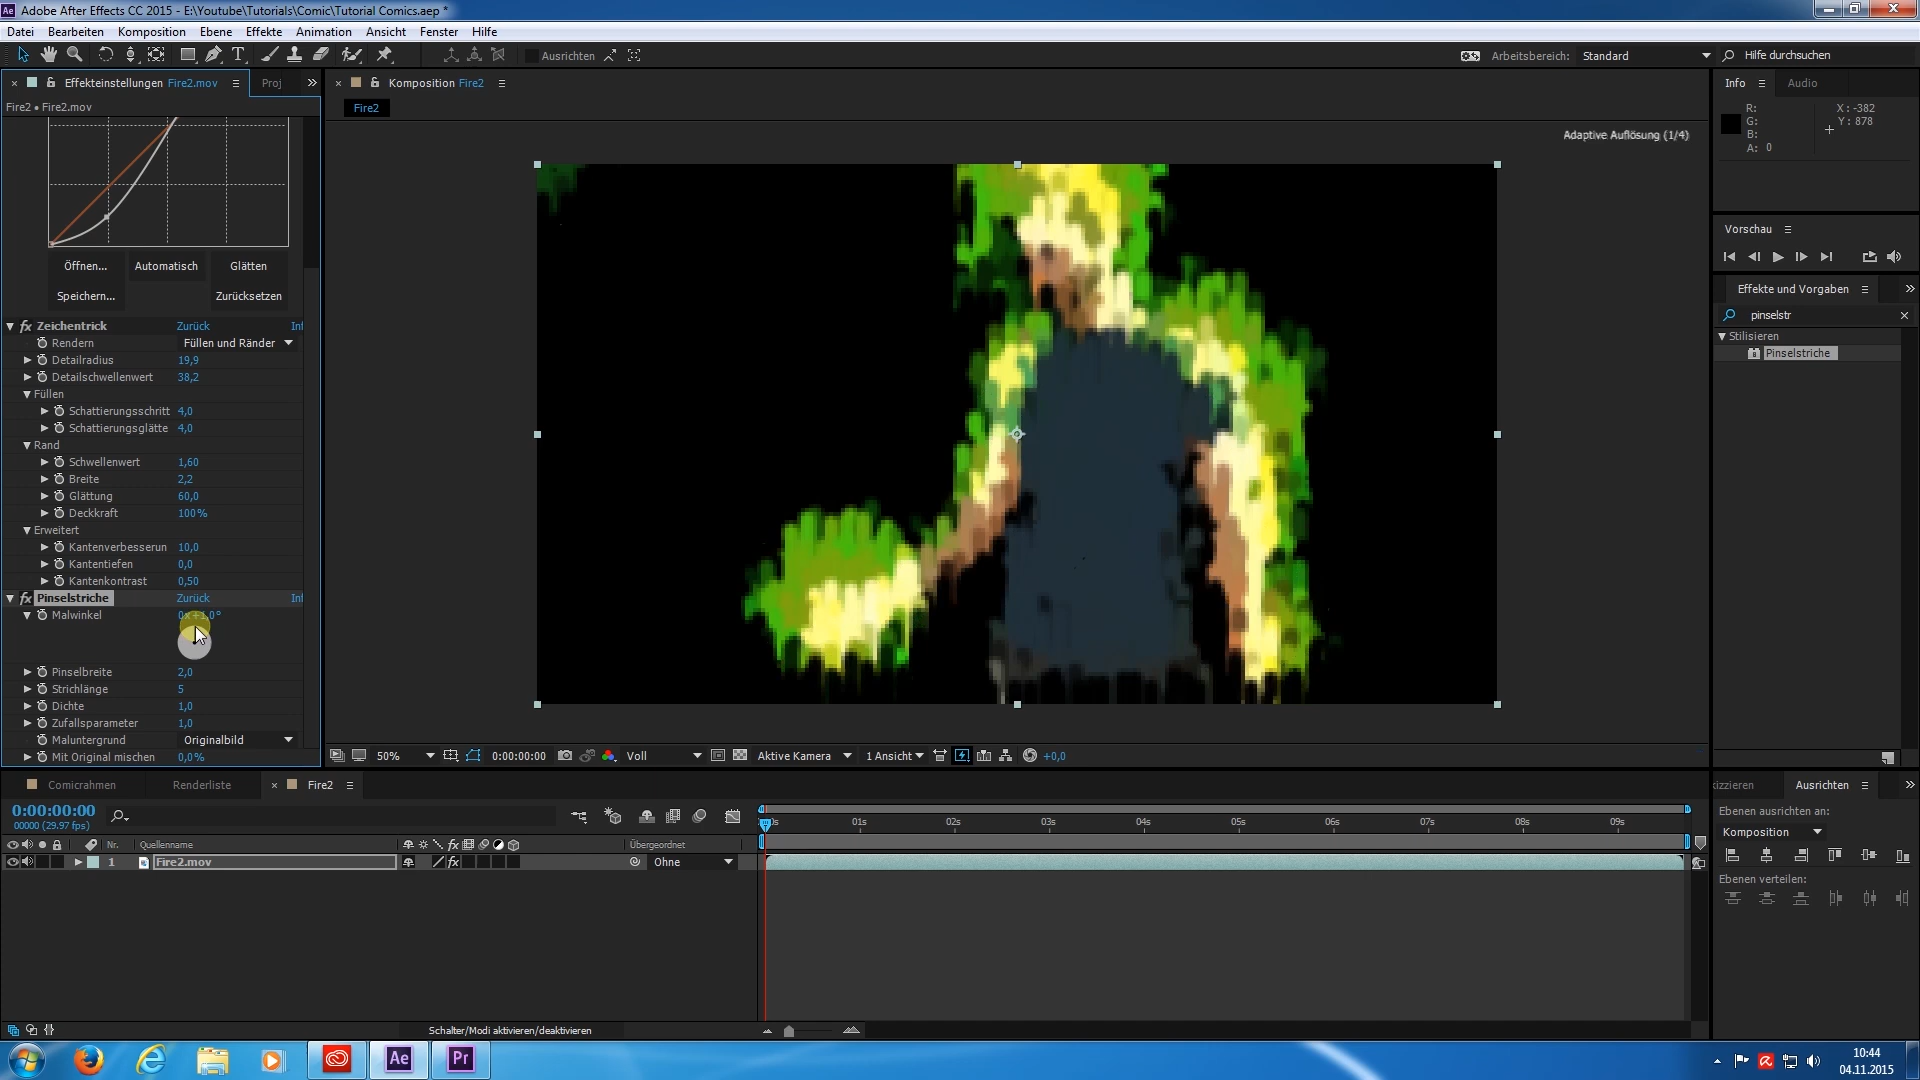 Adobe After Effects CC 2015 - E:\Youtube\Tutorials\Comic\Tutorial Comics.aep *
Datei Bearbeiten Komposition Ebene Effekte Animation Ansicht Fenster Hilfe
Ausrichten
Arbeitsbereich: Standard
Hilfe durchsuchen
Effekteinstellungen Fire2.mov
Proj
Fire2 • Fire2.mov
Öffnen... Automatisch Glätten
Speichern... Zurücksetzen
Zeichentrick Zurück Inf
Rendern Füllen und Ränder
Detailradius 19,9
Detailschwellenwert 38,2
Füllen
Schattierungsschritt 4,0
Schattierungsglätte 4,0
Rand
Schwellenwert 1,60
Breite 2,2
Glättung 60,0
Deckkraft 100%
Erweitert
Kantenverbesserun 10,0
Kantentiefen 0,0
Kantenkontrast 0,50
Pinselstriche Zurück Inf
Malwinkel 0x+1,0°
Pinselbreite 2,0
Strichlänge 5
Dichte 1,0
Zufallsparameter 1,0
Maluntergrund Originalbild
Mit Original mischen 0,0%
Komposition Fire2
Fire2
Adaptive Auflösung (1/4)
50% 0:00:00:00 Voll Aktive Kamera 1 Ansicht +0,0
Info Audio
R: X : -382
G: Y : 878
B:
A: 0
Vorschau
Effekte und Vorgaben
pinselstr
Stilisieren
Pinselstriche
Comicrahmen Renderliste Fire2
0:00:00:00
00000 (29.97 fps)
01s 02s 03s 04s 05s 06s 07s 08s 09s
Nr. Quellenname Übergeordnet
1 Fire2.mov Ohne
Schalter/Modi aktivieren/deaktivieren
kizzieren Ausrichten
Ebenen ausrichten an:
Komposition
Ebenen verteilen:
Ae Pr
10:44
04.11.2015